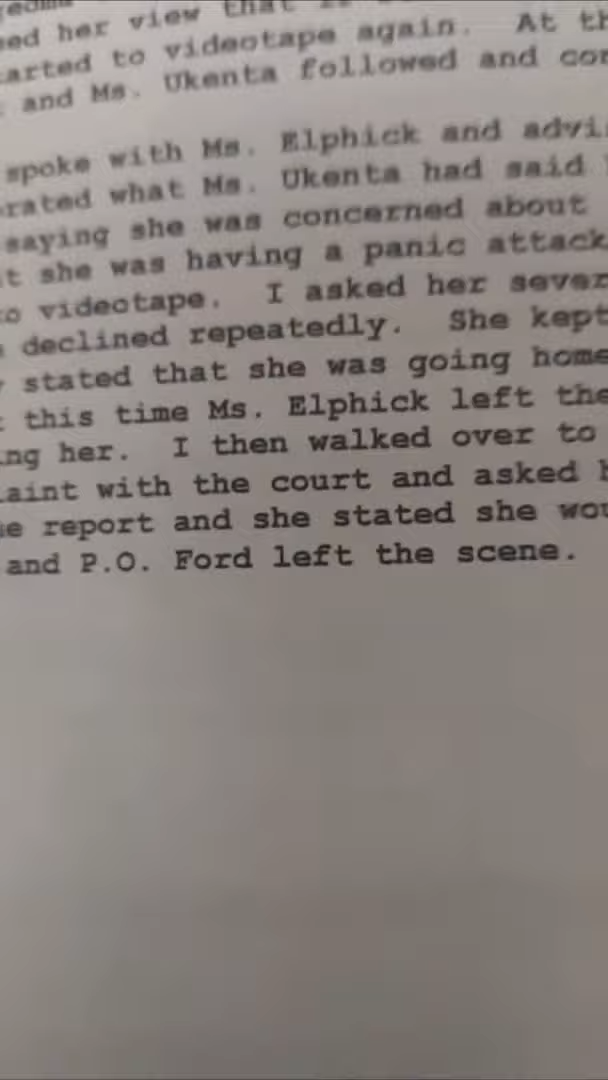 ed her view that
arted to videotape again. At th
and Ms. Ukenta followed and con
spoke with Ms. Elphick and advi
rated what Ms. Ukenta had said
saying she was concerned about
t she was having a panic attack
o videotape. I asked her sever
declined repeatedly. She kept
stated that she was going home
this time Ms. Elphick left the
ng her. I then walked over to
aint with the court and asked h
e report and she stated she wou
and P.O. Ford left the scene.